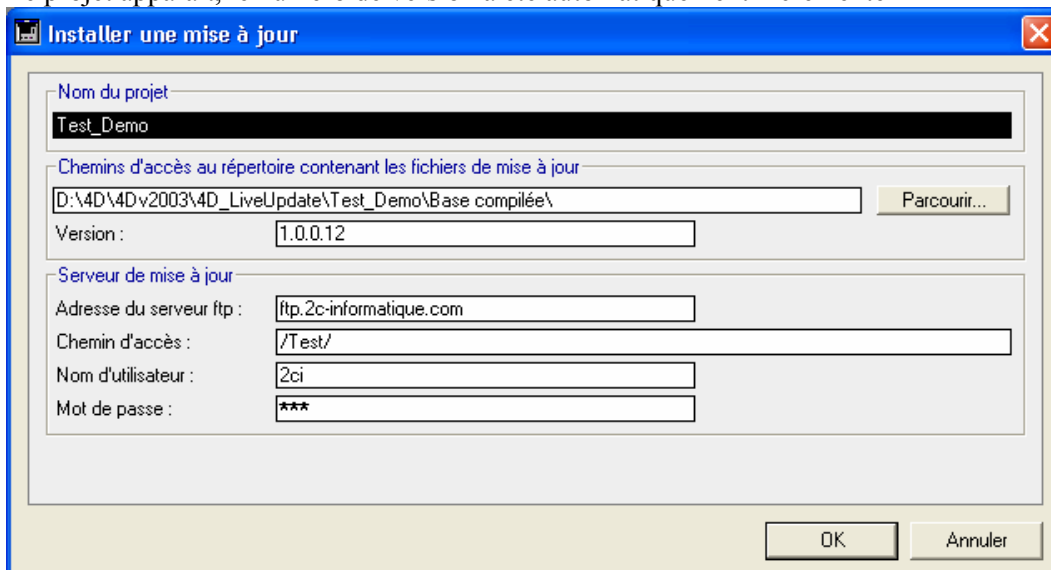 Installer une mise à jour
Nom du projet
Test_Demo
Chemins d'accès au répertoire contenant les fichiers de mise à jour
D:\4D\4Dv2003\4D_LiveUpdate\Test_Demo\Base compilée\ Parcourir...
Version : 1.0.0.12
Serveur de mise à jour
Adresse du serveur ftp : ftp.2c-informatique.com
Chemin d'accès : /Test/
Nom d'utilisateur : 2ci
Mot de passe : ***
OK Annuler